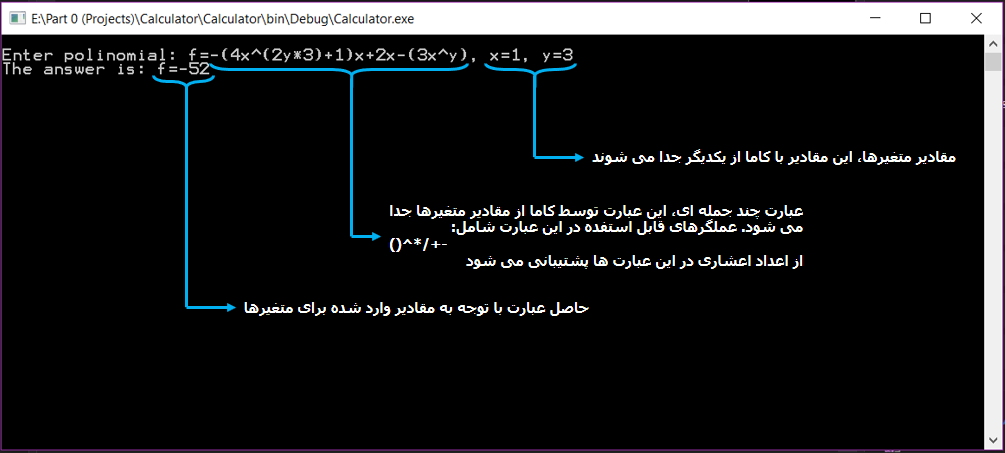 E:\Part 0 (Projects)\Calculator\Calculator\bin\Debug\Calculator.exe
Enter polinomial: f=-(4x^(2y*3)+1)x+2x-(3x^y), x=1, y=3
The answer is: f=-52
مقادیر متغیرها، این مقادیر با کاما از یکدیگر جدا می شوند
عبارت چند جمله ای، این عبارت توسط کاما از مقادیر متغیرها جدا
می شود. عملگرهای قابل استفده در این عبارت شامل:
()^*/+-
از اعداد اعشاری در این عبارت ها پشتیبانی می شود
حاصل عبارت با توجه به مقادیر وارد شده برای متغیرها